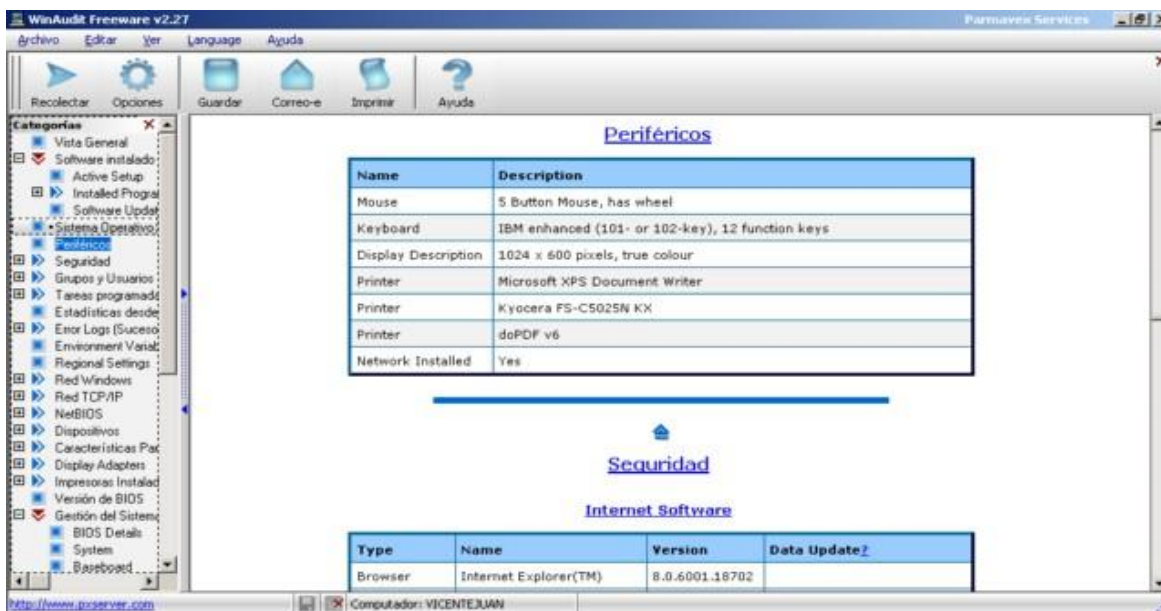 WinAudit Freeware v2.27 Parmavex Services
Archivo Editar Ver Language Ayuda
Recolectar Opciones Guardar Correo-e Imprimir Ayuda
Categorías
Vista General
Software instalado
Active Setup
Installed Progra
Software Updat
Sistema Operativo
Periféricos
Seguridad
Grupos y Usuarios
Tareas programada
Estadísticas desde
Error Logs (Suceso
Environment Variab
Regional Settings
Red Windows
Red TCP/IP
NetBIOS
Dispositivos
Características Pac
Display Adapters
Impresoras Instalad
Versión de BIOS
Gestión del Sistema
BIOS Details
System
Baseboard
Periféricos
Name Description
Mouse 5 Button Mouse, has wheel
Keyboard IBM enhanced (101- or 102-key), 12 function keys
Display Description 1024 x 600 pixels, true colour
Printer Microsoft XPS Document Writer
Printer Kyocera FS-C5025N KX
Printer doPDF v6
Network Installed Yes
Seguridad
Internet Software
Type Name Version Data Update?
Browser Internet Explorer(TM) 8.0.6001.18702
http://www.pxserver.com Computador: VICENTEJUAN